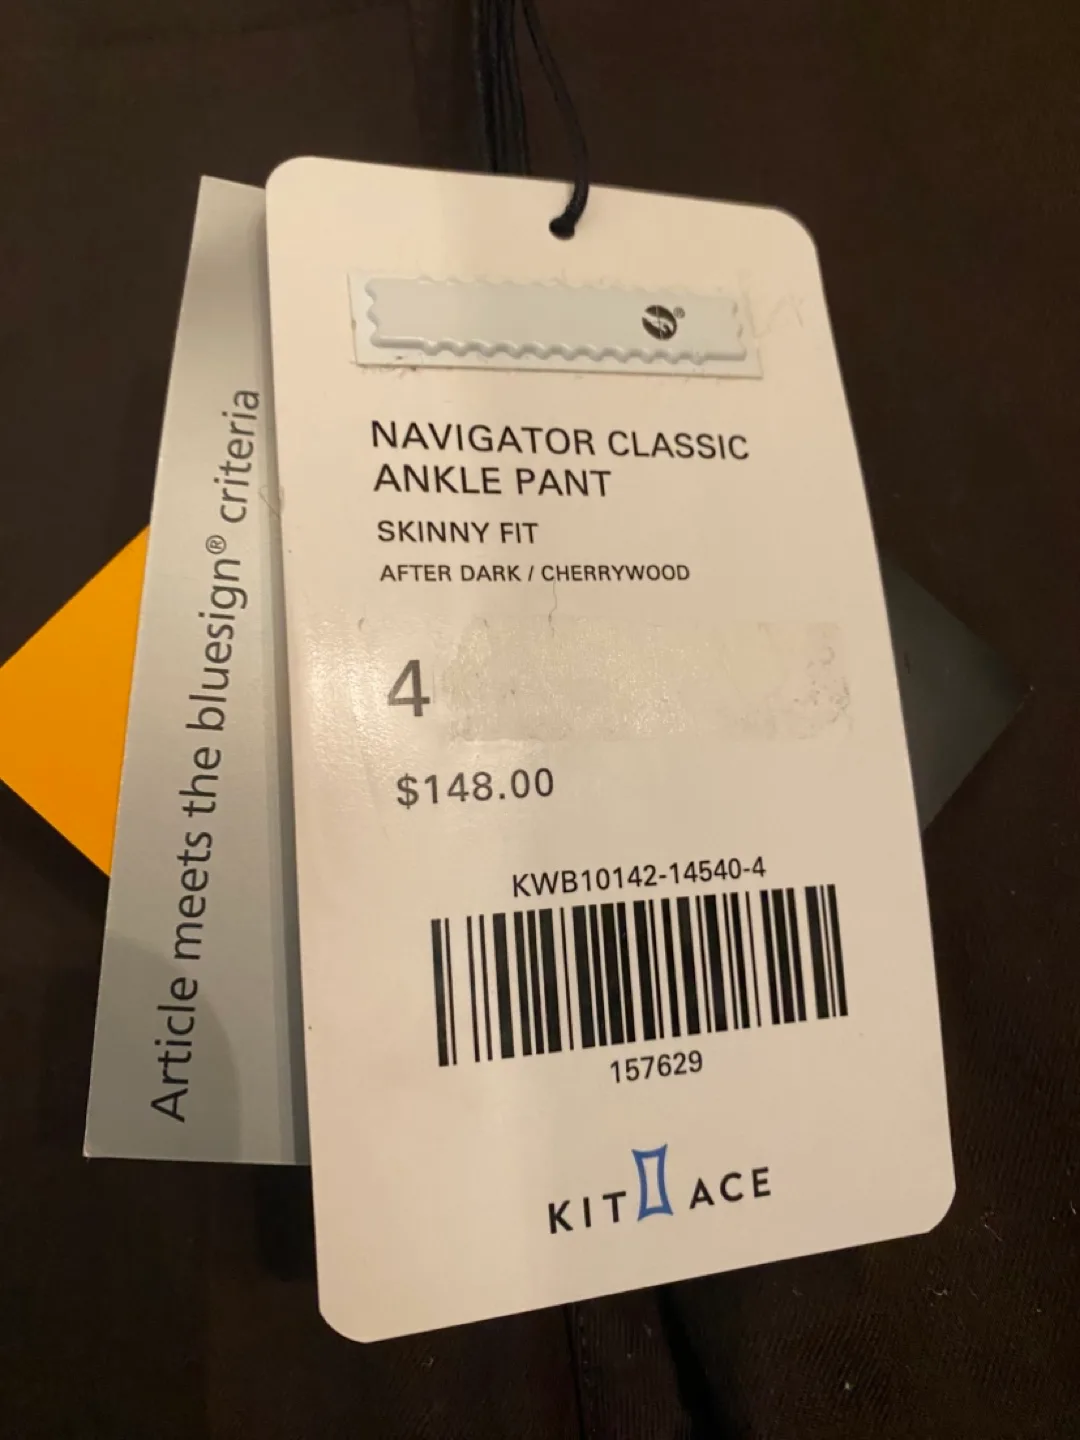 Article meets the bluesign® criteria
NAVIGATOR CLASSIC
ANKLE PANT
SKINNY FIT
AFTER DARK / CHERRYWOOD
4
$148.00
KWB10142-14540-4
157629
KIT ACE